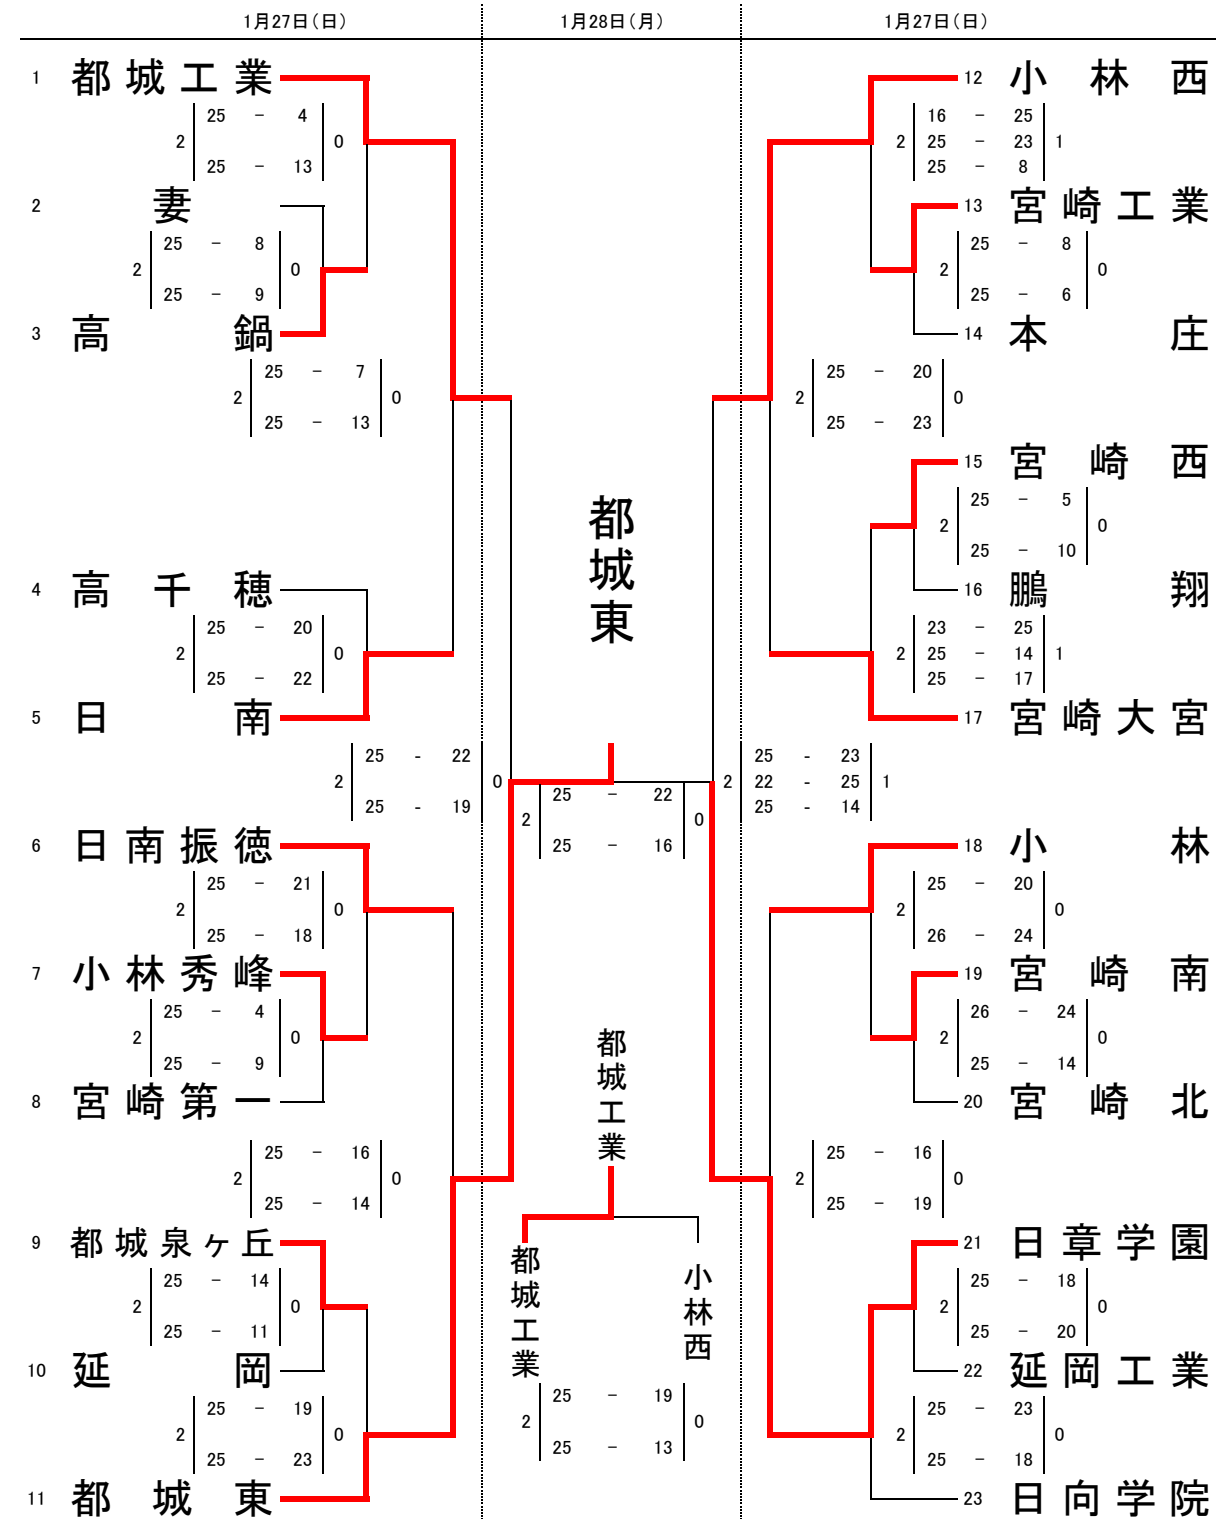 1月27日（日） 1月28日（月） 1月27日（日）
1 都城工業
25 － 4
2 0
25 － 13
2 妻
25 － 8
2 0
25 － 9
3 高鍋
25 － 7
2 0
25 － 13
4 高千穂
25 － 20
2 0
25 － 22
5 日南
25 - 22
2 0
25 - 19
6 日南振徳
25 － 21
2 0
25 － 18
7 小林秀峰
25 － 4
2 0
25 － 9
8 宮崎第一
25 － 16
2 0
25 － 14
9 都城泉ヶ丘
25 － 14
2 0
25 － 11
10 延岡
25 － 19
2 0
25 － 23
11 都城東
都城東
25 － 22
2 0
25 － 16
都城工業
都城工業
小林西
25 － 19
2 0
25 － 13
12 小林西
16 － 25
2 25 － 23 1
25 － 8
13 宮崎工業
25 － 8
2 0
25 － 6
14 本庄
25 － 20
2 0
25 － 23
15 宮崎西
25 － 5
2 0
25 － 10
16 鵬翔
23 － 25
2 25 － 14 1
25 － 17
17 宮崎大宮
25 - 23
2 22 - 25 1
25 - 14
18 小林
25 － 20
2 0
26 － 24
19 宮崎南
26 － 24
2 0
25 － 14
20 宮崎北
25 － 16
2 0
25 － 19
21 日章学園
25 － 18
2 0
25 － 20
22 延岡工業
25 － 23
2 0
25 － 18
23 日向学院